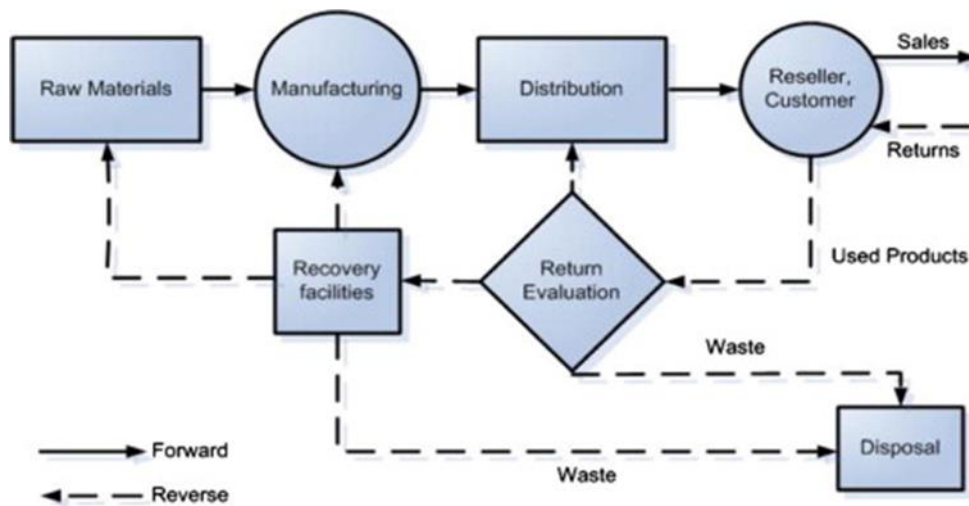 Sales
Raw Materials
Manufacturing
Distribution
Reseller,
Customer
Returns
Used Products
Recovery
facilities
Return
Evaluation
Waste
Disposal
Forward
Waste
Reverse